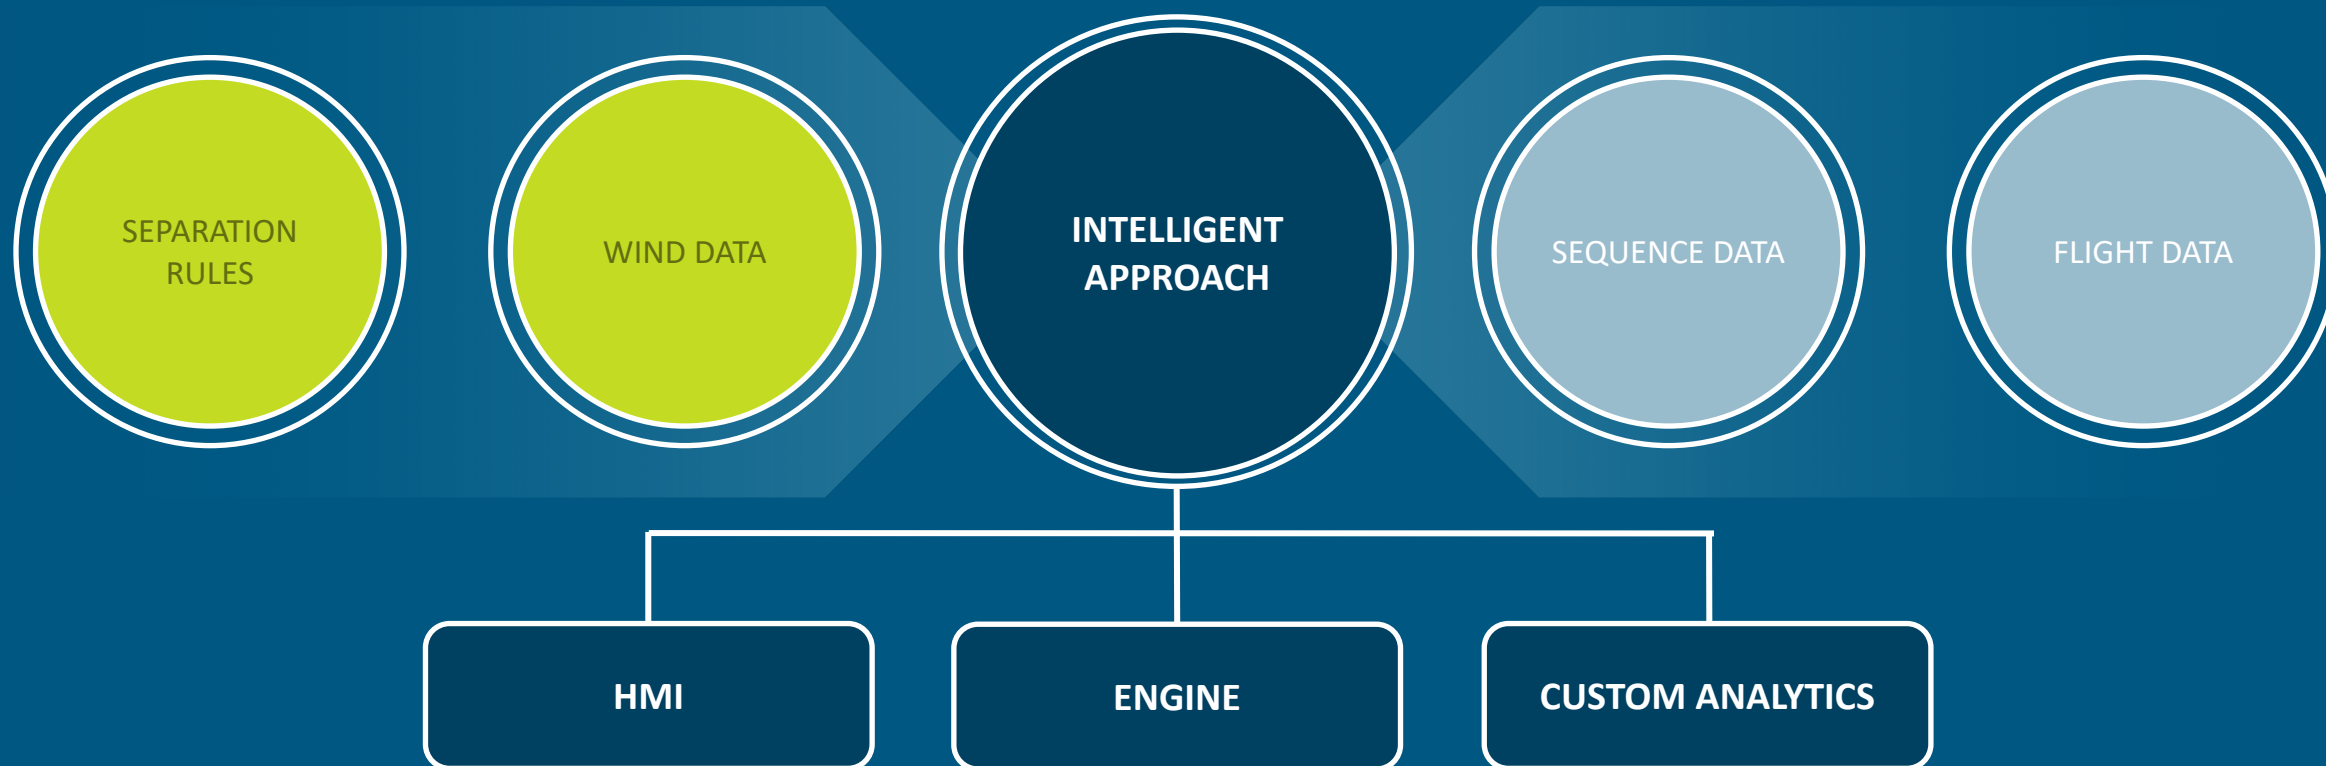 SEPARATION
RULES
WIND DATA
INTELLIGENT
APPROACH
SEQUENCE DATA
FLIGHT DATA
HMI
ENGINE
CUSTOM ANALYTICS